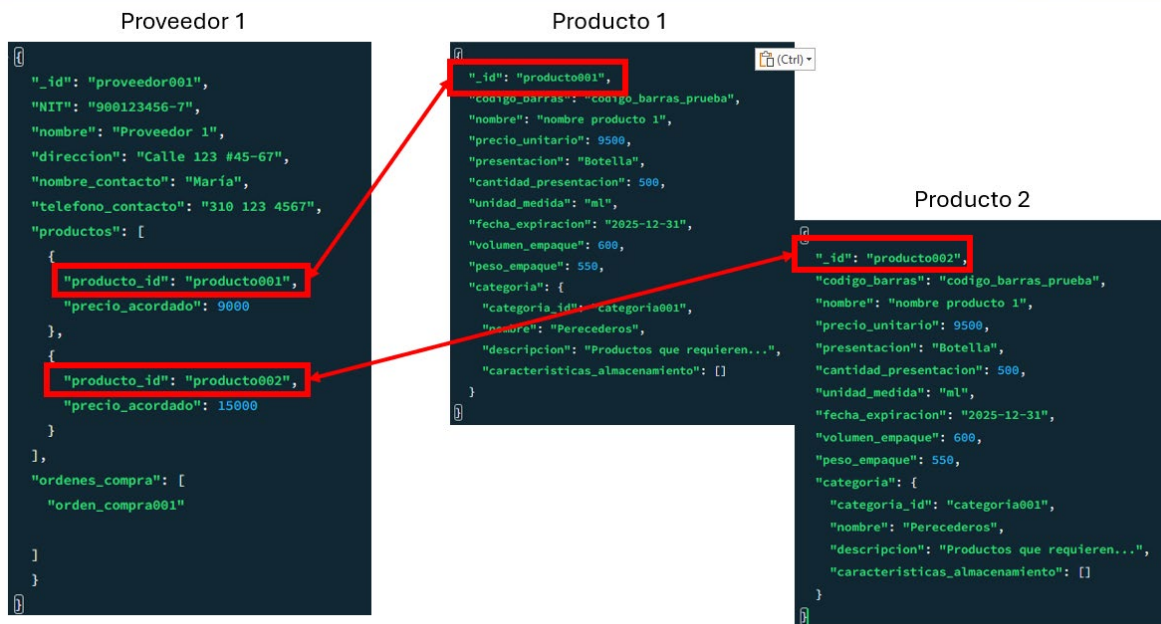 Proveedor 1
{
"_id": "proveedor001",
"NIT": "900123456-7",
"nombre": "Proveedor 1",
"direccion": "Calle 123 #45-67",
"nombre_contacto": "María",
"telefono_contacto": "310 123 4567",
"productos": [
{
"producto_id": "producto001",
"precio_acordado": 9000
},
{
"producto_id": "producto002",
"precio_acordado": 15000
}
],
"ordenes_compra": [
"orden_compra001"
]
}
}
Producto 1
{
(Ctrl)
"_id": "producto001",
"codigo_barras": "codigo_barras_prueba",
"nombre": "nombre producto 1",
"precio_unitario": 9500,
"presentacion": "Botella",
"cantidad_presentacion": 500,
"unidad_medida": "ml",
"fecha_expiracion": "2025-12-31",
"volumen_empaque": 600,
"peso_empaque": 550,
"categoria": {
"categoria_id": "categoria001",
"nombre": "Perecederos",
"descripcion": "Productos que requieren...",
"caracteristicas_almacenamiento": []
}
}
Producto 2
{
"_id": "producto002",
"codigo_barras": "codigo_barras_prueba",
"nombre": "nombre producto 1",
"precio_unitario": 9500,
"presentacion": "Botella",
"cantidad_presentacion": 500,
"unidad_medida": "ml",
"fecha_expiracion": "2025-12-31",
"volumen_empaque": 600,
"peso_empaque": 550,
"categoria": {
"categoria_id": "categoria001",
"nombre": "Perecederos",
"descripcion": "Productos que requieren...",
"caracteristicas_almacenamiento": []
}
}